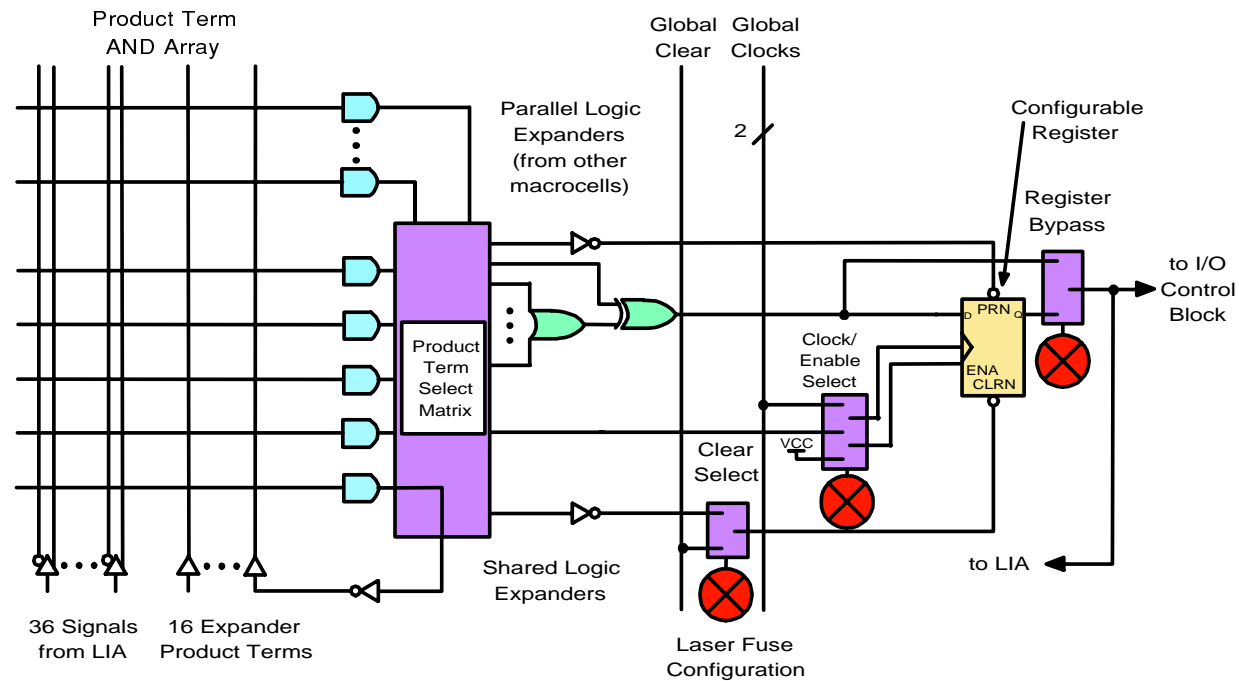 Product Term
AND Array
Global
Clear
Global
Clocks
Parallel Logic
Expanders
(from other
macrocells)
2
Configurable
Register
Register
Bypass
to I/O
Control
Block
PRN
D
Q
ENA
CLRN
Clock/
Enable
Select
Product
Term
Select
Matrix
VCC
Clear
Select
Shared Logic
Expanders
to LIA
36 Signals
from LIA
16 Expander
Product Terms
Laser Fuse
Configuration